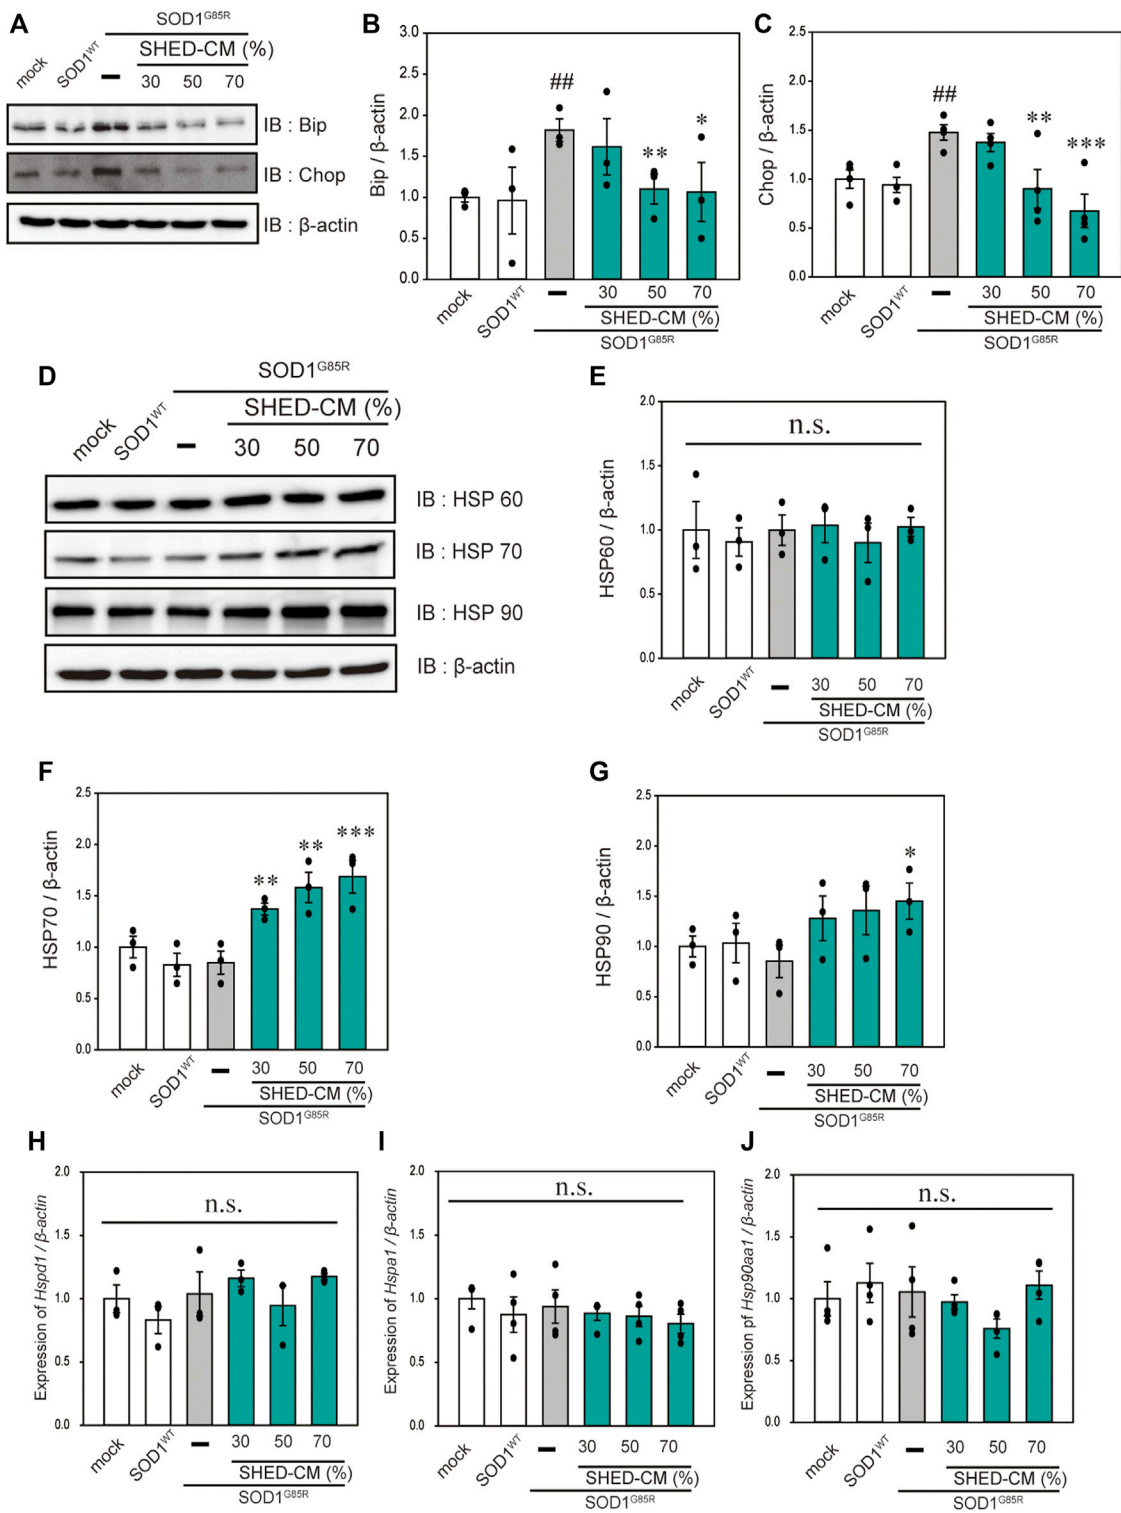 A
SOD1G85R
SHED-CM (%)
mock
SOD1WT
–
30 50 70
IB : Bip
IB : Chop
IB : β-actin
B
Bip / β-actin
3.0
2.5
2.0
1.5
1.0
0.5
0.0
##
**
*
mock
SOD1WT
–
30 50 70
SHED-CM (%)
SOD1G85R
C
Chop / β-actin
2.5
2.0
1.5
1.0
0.5
0.0
##
**
***
mock
SOD1WT
–
30 50 70
SHED-CM (%)
SOD1G85R
D
SOD1G85R
SHED-CM (%)
mock
SOD1WT
–
30 50 70
IB : HSP 60
IB : HSP 70
IB : HSP 90
IB : β-actin
E
HSP60 / β-actin
2.0
1.5
1.0
0.5
0.0
n.s.
mock
SOD1WT
–
30 50 70
SHED-CM (%)
SOD1G85R
F
HSP70 / β-actin
2.5
2.0
1.5
1.0
0.5
0.0
**
**
***
mock
SOD1WT
–
30 50 70
SHED-CM (%)
SOD1G85R
G
HSP90 / β-actin
2.5
2.0
1.5
1.0
0.5
0.0
*
mock
SOD1WT
–
30 50 70
SHED-CM (%)
SOD1G85R
H
Expression of Hspd1 / β-actin
2.0
1.5
1.0
0.5
0.0
n.s.
mock
SOD1WT
–
30 50 70
SHED-CM (%)
SOD1G85R
I
Expression of Hspa1 / β-actin
2.0
1.5
1.0
0.5
0.0
n.s.
mock
SOD1WT
–
30 50 70
SHED-CM (%)
SOD1G85R
J
Expression pf Hsp90aa1 / β-actin
2.0
1.5
1.0
0.5
0.0
n.s.
mock
SOD1WT
–
30 50 70
SHED-CM (%)
SOD1G85R